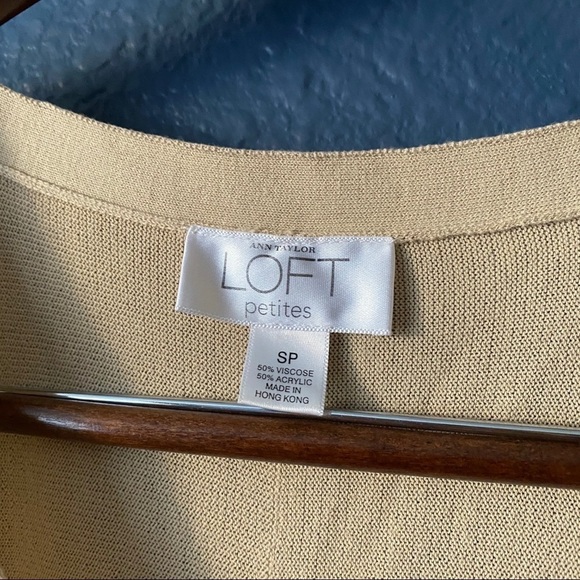 ANN TAYLOR
LOFT
petites
SP
50% VISCOSE
50% ACRYLIC
MADE IN
HONG KONG